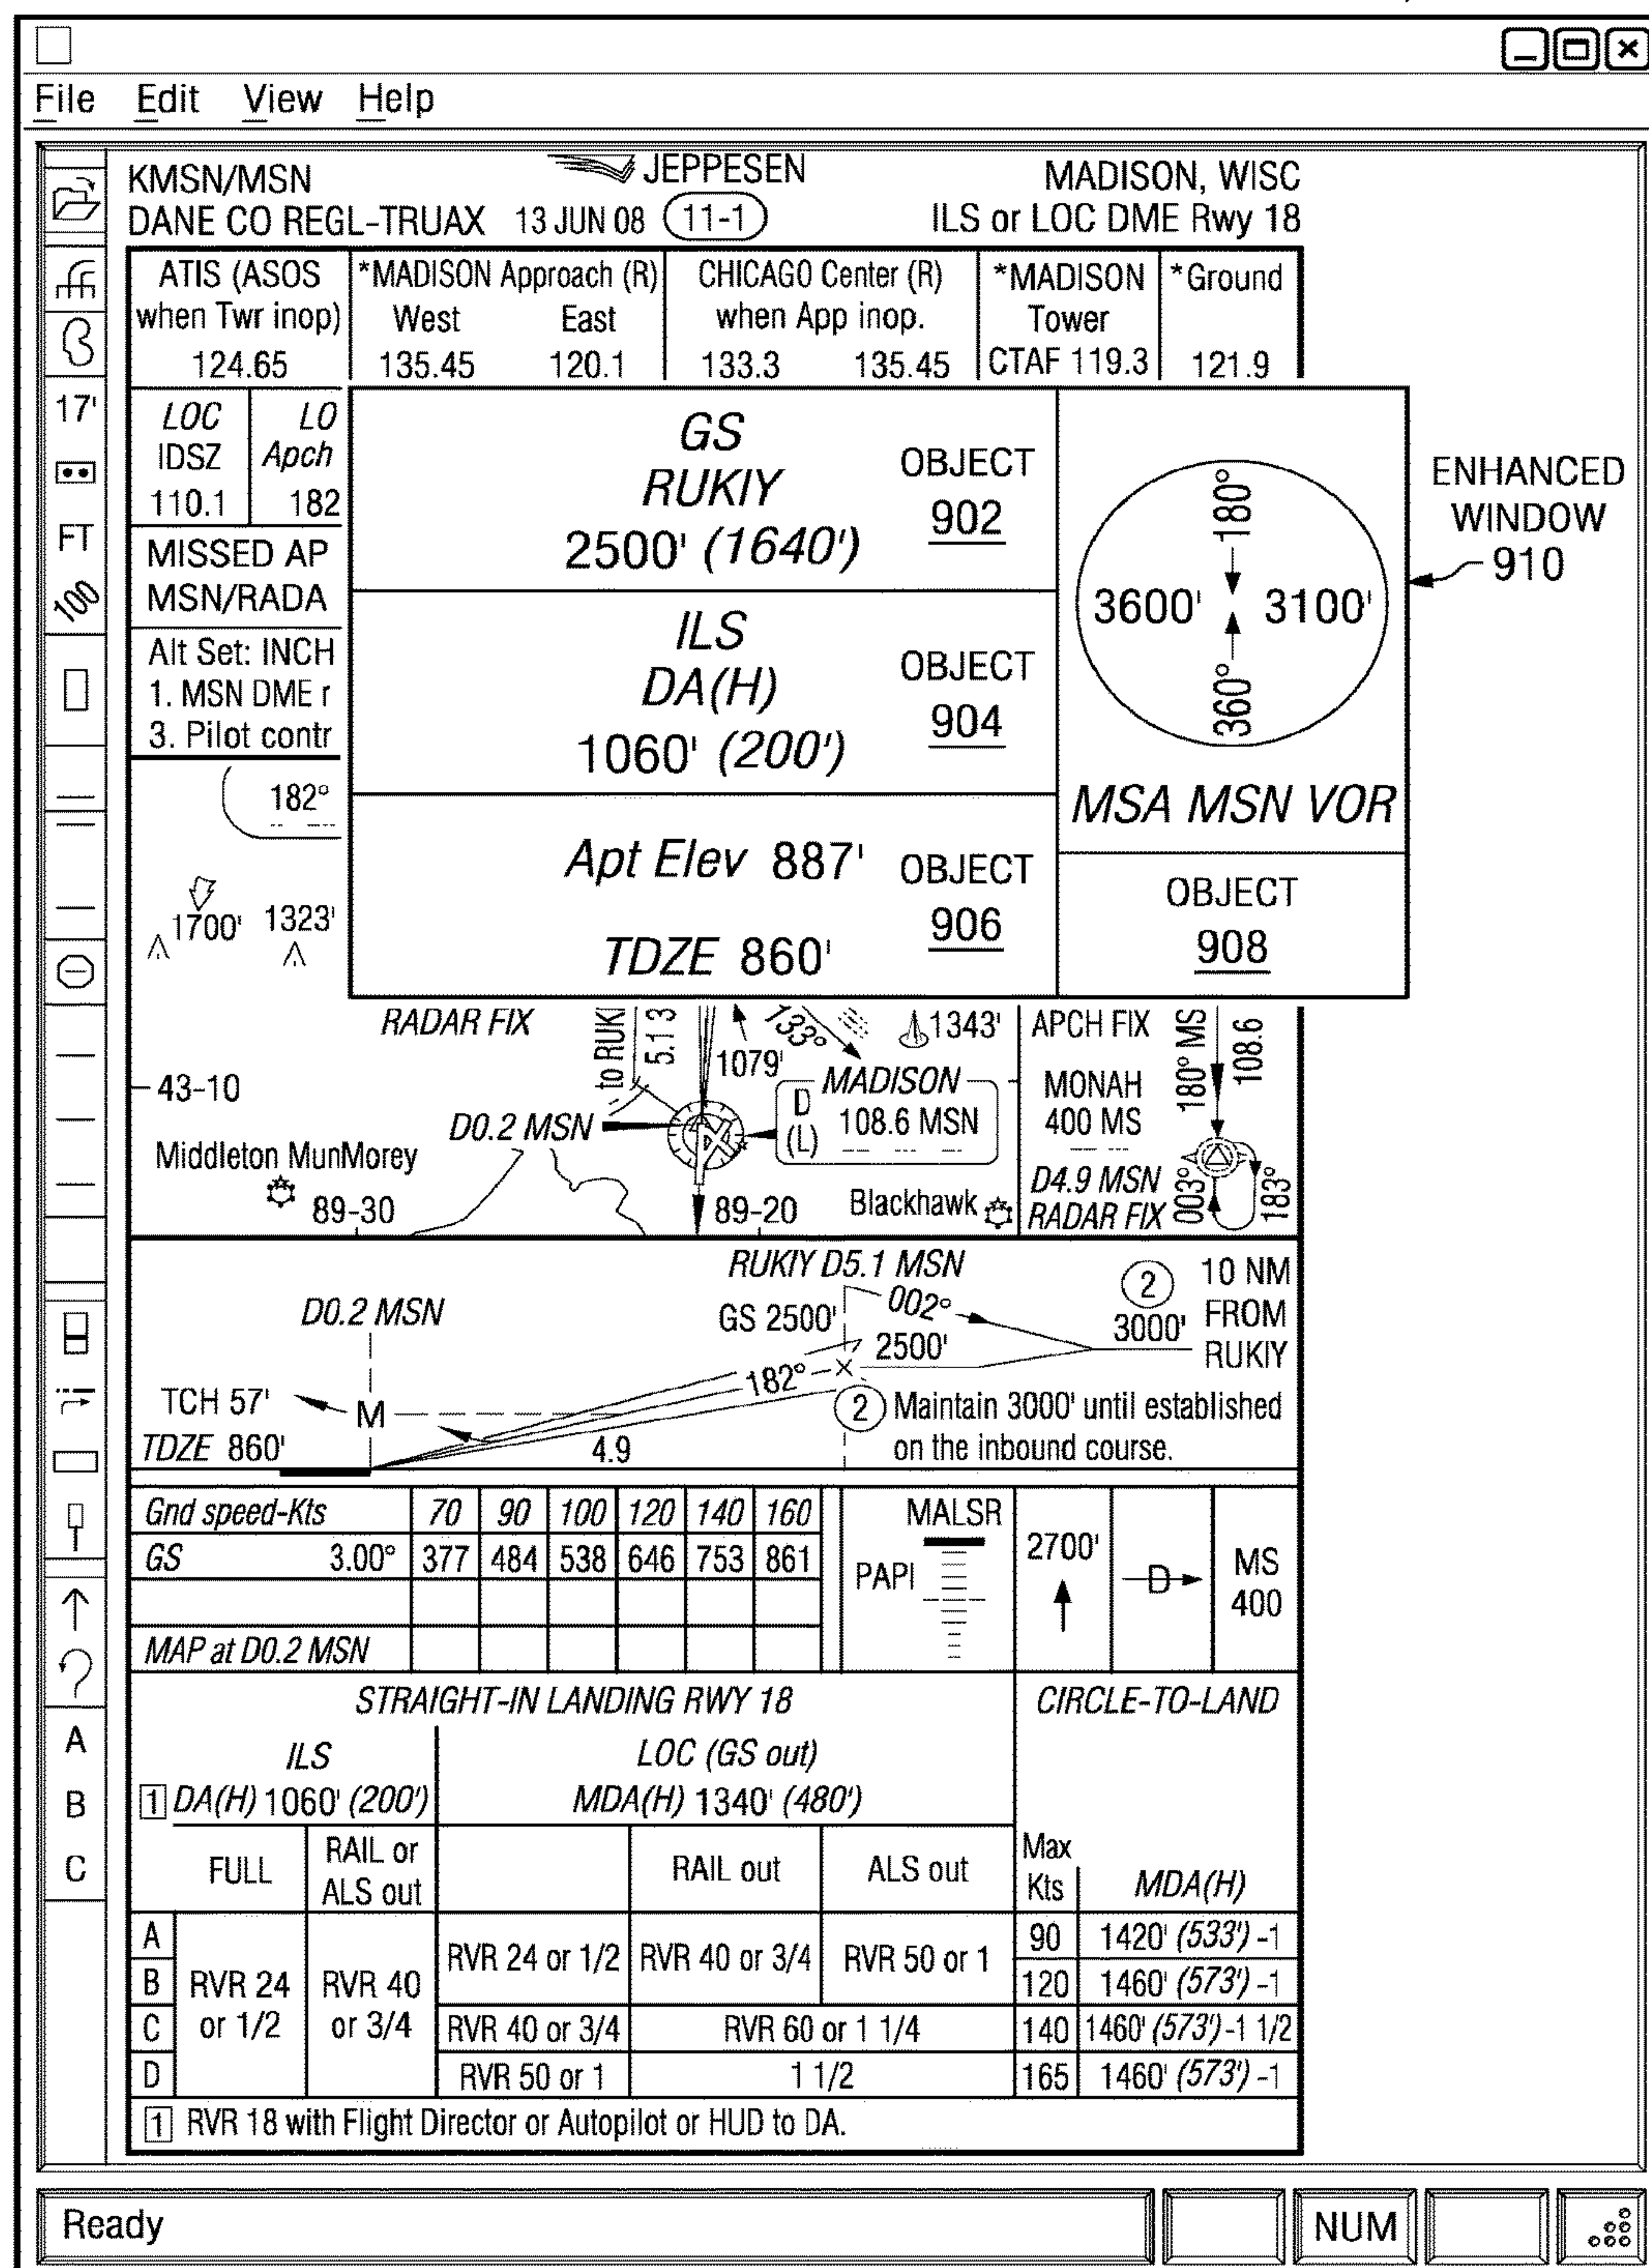 File Edit View Help
KMSN/MSN JEPPESEN MADISON, WISC
DANE CO REGL-TRUAX 13 JUN 08 11-1 ILS or LOC DME Rwy 18
ATIS (ASOS *MADISON Approach (R) CHICAGO Center (R) *MADISON *Ground
when Twr inop) West East when App inop. Tower
124.65 135.45 120.1 133.3 135.45 CTAF 119.3 121.9
17'
FT
100
A
B
C
LOC LO
IDSZ Apch
110.1 182
MISSED AP
MSN/RADA
Alt Set: INCH
1. MSN DME r
3. Pilot contr
GS
RUKIY
2500' (1640')
OBJECT
902
ILS
DA(H)
1060' (200')
OBJECT
904
Apt Elev 887'
TDZE 860'
OBJECT
906
180°
3600' 3100'
360°
MSA MSN VOR
OBJECT
908
ENHANCED
WINDOW
910
182°
1700' 1323'
RADAR FIX
to RUKI
5.1 3
1079'
133°
1343'
APCH FIX
180° MS
108.6
43-10
MADISON
D
(L)
108.6 MSN
MONAH
400 MS
D0.2 MSN
Middleton MunMorey
89-30
89-20
Blackhawk
D4.9 MSN
RADAR FIX
003°
183°
RUKIY D5.1 MSN
D0.2 MSN
GS 2500'
002°
2500'
2
3000'
10 NM
FROM
RUKIY
182°
TCH 57'
M
TDZE 860'
4.9
2 Maintain 3000' until established
on the inbound course.
Gnd speed-Kts 70 90 100 120 140 160
GS 3.00° 377 484 538 646 753 861
MAP at D0.2 MSN
MALSR
PAPI
2700'
D
MS
400
STRAIGHT-IN LANDING RWY 18 CIRCLE-TO-LAND
ILS LOC (GS out)
1 DA(H) 1060' (200') MDA(H) 1340' (480')
FULL
RAIL or
ALS out
RAIL out
ALS out
Max
Kts
MDA(H)
A
B
C
D
RVR 24
or 1/2
RVR 40
or 3/4
RVR 24 or 1/2 RVR 40 or 3/4 RVR 50 or 1
RVR 40 or 3/4 RVR 60 or 1 1/4
RVR 50 or 1 1 1/2
90 1420' (533') -1
120 1460' (573') -1
140 1460' (573')-1 1/2
165 1460' (573') -1
1 RVR 18 with Flight Director or Autopilot or HUD to DA.
Ready NUM